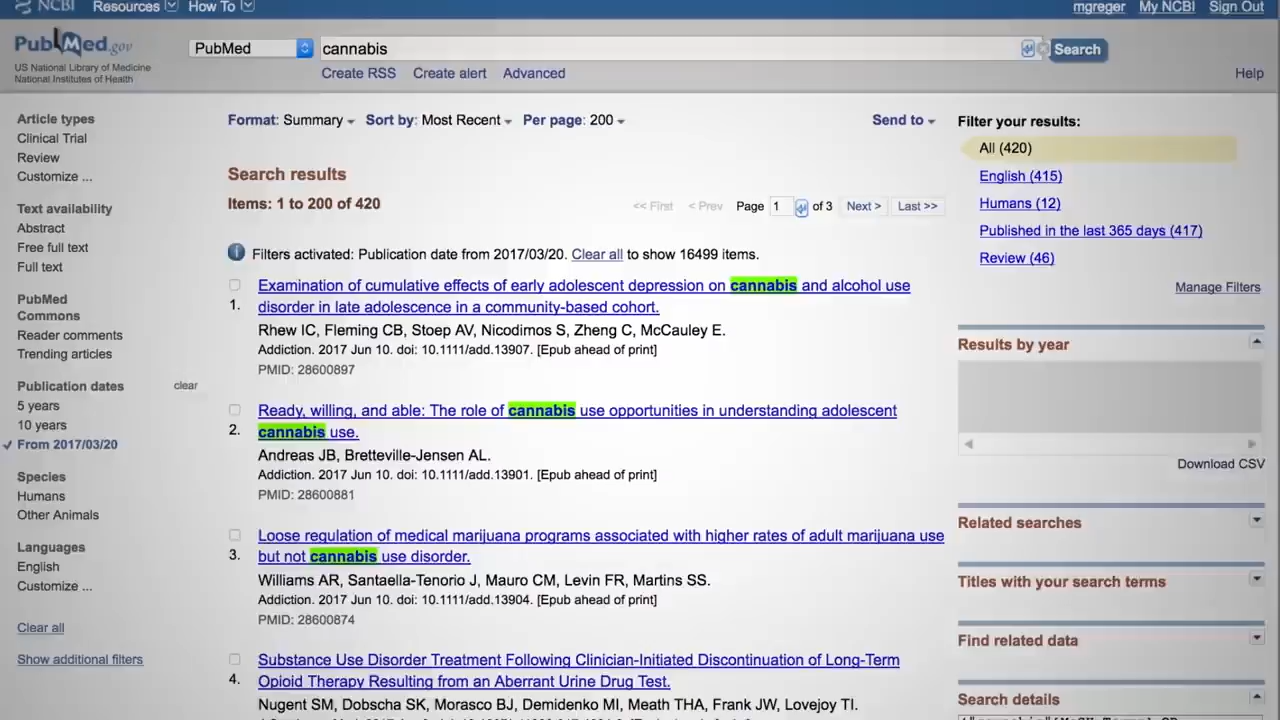 NCBI Resources How To mgreger My NCBI Sign Out
PubMed.gov
US National Library of Medicine
National Institutes of Health
PubMed cannabis Search
Create RSS Create alert Advanced Help
Article types
Clinical Trial
Review
Customize ...
Text availability
Abstract
Free full text
Full text
PubMed
Commons
Reader comments
Trending articles
Publication dates clear
5 years
10 years
From 2017/03/20
Species
Humans
Other Animals
Languages
English
Customize ...
Clear all
Show additional filters
Format: Summary Sort by: Most Recent Per page: 200 Send to
Search results
Items: 1 to 200 of 420
<< First < Prev Page 1 of 3 Next > Last >>
Filters activated: Publication date from 2017/03/20. Clear all to show 16499 items.
Examination of cumulative effects of early adolescent depression on cannabis and alcohol use
1. disorder in late adolescence in a community-based cohort.
Rhew IC, Fleming CB, Stoep AV, Nicodimos S, Zheng C, McCauley E.
Addiction. 2017 Jun 10. doi: 10.1111/add.13907. [Epub ahead of print]
PMID: 28600897
Ready, willing, and able: The role of cannabis use opportunities in understanding adolescent
2. cannabis use.
Andreas JB, Bretteville-Jensen AL.
Addiction. 2017 Jun 10. doi: 10.1111/add.13901. [Epub ahead of print]
PMID: 28600881
Loose regulation of medical marijuana programs associated with higher rates of adult marijuana use
3. but not cannabis use disorder.
Williams AR, Santaella-Tenorio J, Mauro CM, Levin FR, Martins SS.
Addiction. 2017 Jun 10. doi: 10.1111/add.13904. [Epub ahead of print]
PMID: 28600874
Substance Use Disorder Treatment Following Clinician-Initiated Discontinuation of Long-Term
4. Opioid Therapy Resulting from an Aberrant Urine Drug Test.
Nugent SM, Dobscha SK, Morasco BJ, Demidenko MI, Meath THA, Frank JW, Lovejoy TI.
Filter your results:
All (420)
English (415)
Humans (12)
Published in the last 365 days (417)
Review (46)
Manage Filters
Results by year
Download CSV
Related searches
Titles with your search terms
Find related data
Search details